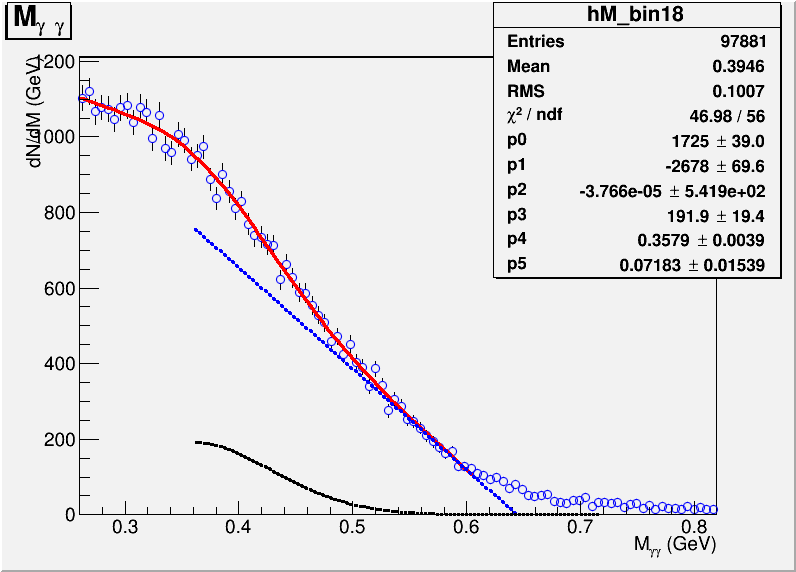 M γ γ
hM_bin18
Entries 97881
Mean 0.3946
RMS 0.1007
χ² / ndf 46.98 / 56
p0 1725 ± 39.0
p1 -2678 ± 69.6
p2 -3.766e-05 ± 5.419e+02
p3 191.9 ± 19.4
p4 0.3579 ± 0.0039
p5 0.07183 ± 0.01539
dN/dM (GeV)
1200
1000
800
600
400
200
0
0.3 0.4 0.5 0.6 0.7 0.8
Mγγ (GeV)